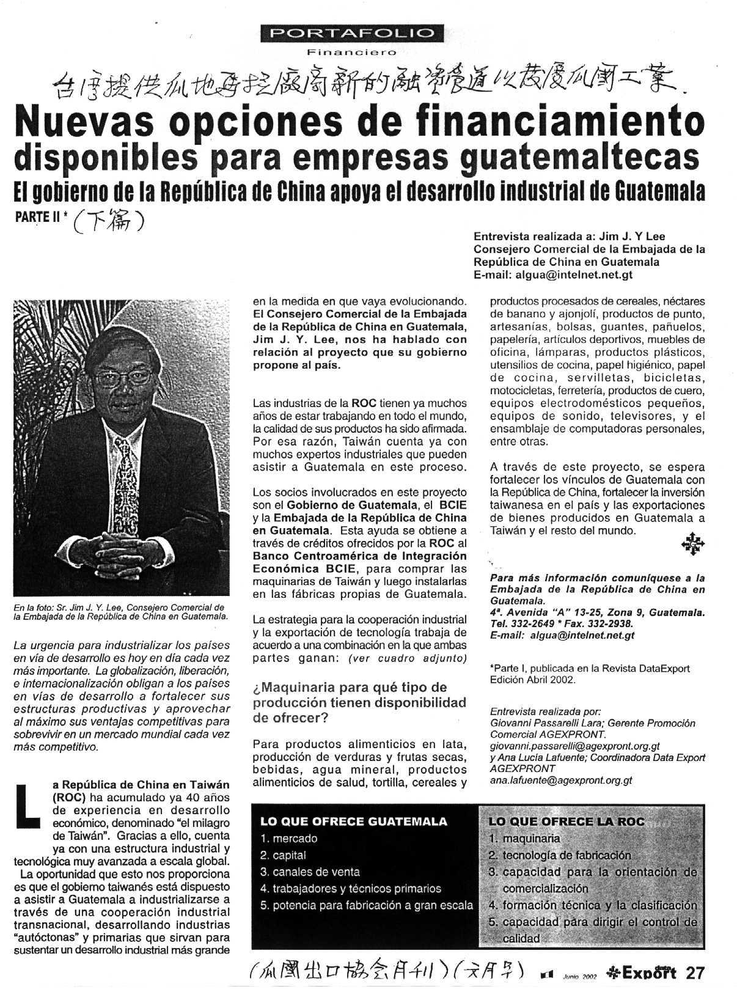 PORTAFOLIO
Financiero
台灣提供瓜地馬拉廠商新的融資管道以發展瓜國工業.
Nuevas opciones de financiamiento
disponibles para empresas guatemaltecas
El gobierno de la República de China apoya el desarrollo industrial de Guatemala
PARTE II * (下篇)
Entrevista realizada a: Jim J. Y Lee
Consejero Comercial de la Embajada de la
República de China en Guatemala
E-mail: algua@intelnet.net.gt
En la foto: Sr. Jim J. Y. Lee, Consejero Comercial de
la Embajada de la República de China en Guatemala.
La urgencia para industrializar los países
en vía de desarrollo es hoy en día cada vez
más importante. La globalización, liberación,
e internacionalización obligan a los países
en vías de desarrollo a fortalecer sus
estructuras productivas y aprovechar
al máximo sus ventajas competitivas para
sobrevivir en un mercado mundial cada vez
más competitivo.
La República de China en Taiwán
(ROC) ha acumulado ya 40 años
de experiencia en desarrollo
económico, denominado "el milagro
de Taiwán". Gracias a ello, cuenta
ya con una estructura industrial y
tecnológica muy avanzada a escala global.
La oportunidad que esto nos proporciona
es que el gobierno taiwanés está dispuesto
a asistir a Guatemala a industrializarse a
través de una cooperación industrial
transnacional, desarrollando industrias
"autóctonas" y primarias que sirvan para
sustentar un desarrollo industrial más grande
en la medida en que vaya evolucionando.
El Consejero Comercial de la Embajada
de la República de China en Guatemala,
Jim J. Y. Lee, nos ha hablado con
relación al proyecto que su gobierno
propone al país.
Las industrias de la ROC tienen ya muchos
años de estar trabajando en todo el mundo,
la calidad de sus productos ha sido afirmada.
Por esa razón, Taiwán cuenta ya con
muchos expertos industriales que pueden
asistir a Guatemala en este proceso.
Los socios involucrados en este proyecto
son el Gobierno de Guatemala, el BCIE
y la Embajada de la República de China
en Guatemala. Esta ayuda se obtiene a
través de créditos ofrecidos por la ROC al
Banco Centroamérica de Integración
Económica BCIE, para comprar las
maquinarias de Taiwán y luego instalarlas
en las fábricas propias de Guatemala.
La estrategia para la cooperación industrial
y la exportación de tecnología trabaja de
acuerdo a una combinación en la que ambas
partes ganan: (ver cuadro adjunto)
¿Maquinaria para qué tipo de
producción tienen disponibilidad
de ofrecer?
Para productos alimenticios en lata,
producción de verduras y frutas secas,
bebidas, agua mineral, productos
alimenticios de salud, tortilla, cereales y
productos procesados de cereales, néctares
de banano y ajonjolí, productos de punto,
artesanías, bolsas, guantes, pañuelos,
papelería, artículos deportivos, muebles de
oficina, lámparas, productos plásticos,
utensilios de cocina, papel higiénico, papel
de cocina, servilletas, bicicletas,
motocicletas, ferretería, productos de cuero,
equipos electrodomésticos pequeños,
equipos de sonido, televisores, y el
ensamblaje de computadoras personales,
entre otras.
A través de este proyecto, se espera
fortalecer los vínculos de Guatemala con
la República de China, fortalecer la inversión
taiwanesa en el país y las exportaciones
de bienes producidos en Guatemala a
Taiwán y el resto del mundo.
Para más información comuníquese a la
Embajada de la República de China en
Guatemala.
4ª. Avenida "A" 13-25, Zona 9, Guatemala.
Tel. 332-2649 * Fax. 332-2938.
E-mail: algua@intelnet.net.gt
*Parte I, publicada en la Revista DataExport
Edición Abril 2002.
Entrevista realizada por:
Giovanni Passarelli Lara; Gerente Promoción
Comercial AGEXPRONT.
giovanni.passarelli@agexpront.org.gt
y Ana Lucía Lafuente; Coordinadora Data Export
AGEXPRONT
ana.lafuente@agexpront.org.gt
LO QUE OFRECE GUATEMALA
1. mercado
2. capital
3. canales de venta
4. trabajadores y técnicos primarios
5. potencia para fabricación a gran escala
LO QUE OFRECE LA ROC
1. maquinaria
2. tecnología de fabricación
3. capacidad para la orientación de
comercialización
4. formación técnica y la clasificación
5. capacidad para dirigir el control de
calidad
(瓜國出口協會月刊)
Junio 2002 data Export 27